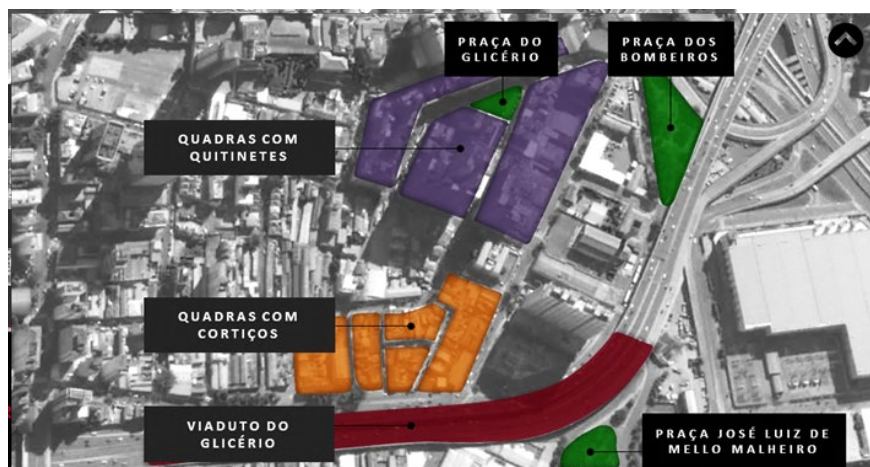 PRAÇA DO
GLICÉRIO
PRAÇA DOS
BOMBEIROS
QUADRAS COM
QUITINETES
QUADRAS COM
CORTIÇOS
VIADUTO DO
GLICÉRIO
PRAÇA JOSÉ LUIZ DE
MELLO MALHEIRO